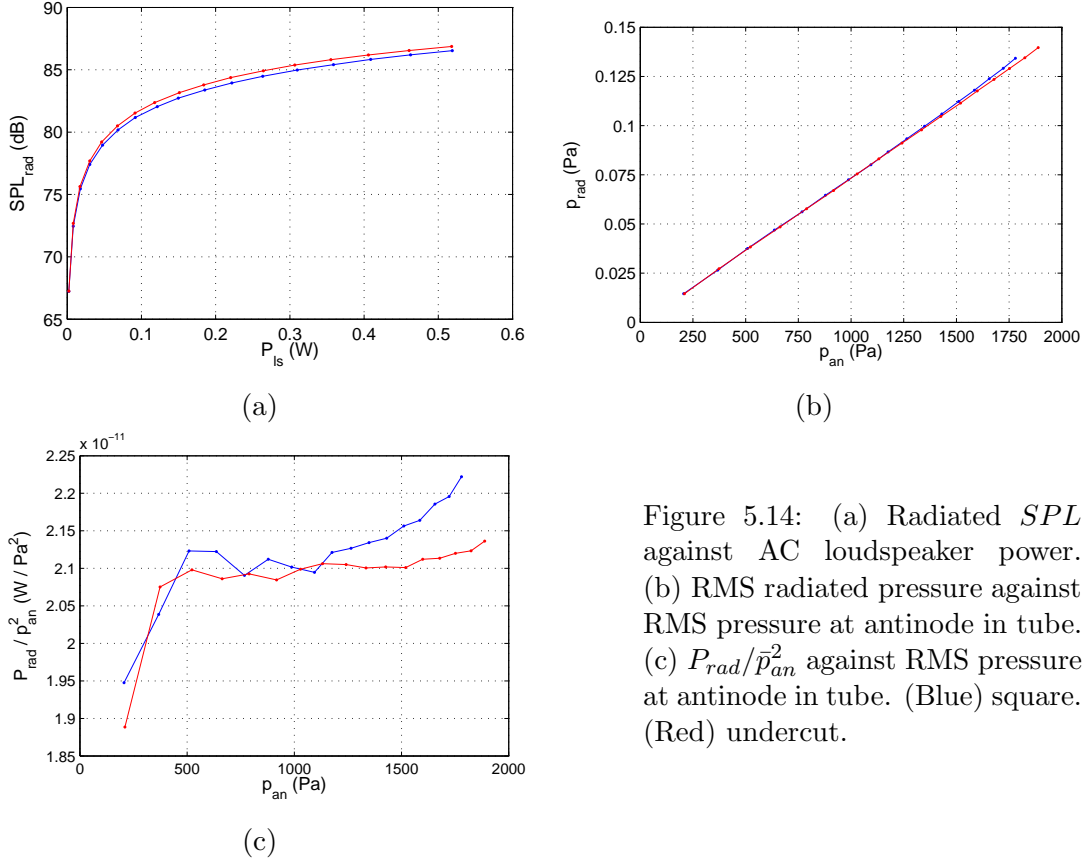 90
85
80
75
70
65
SPL_rad (dB)
0 0.1 0.2 0.3 0.4 0.5 0.6
P_ls (W)
(a)
0.15
0.125
0.1
0.075
0.05
0.025
0
p_rad (Pa)
250 500 750 1000 1250 1500 1750 2000
p_an (Pa)
(b)
x 10^−11
2.25
2.2
2.15
2.1
2.05
2
1.95
1.9
1.85
P_rad / p_an^2 (W / Pa^2)
0 500 1000 1500 2000
p_an (Pa)
(c)
Figure 5.14: (a) Radiated SPL
against AC loudspeaker power.
(b) RMS radiated pressure against
RMS pressure at antinode in tube.
(c) P_rad/p̄_an^2 against RMS pressure
at antinode in tube. (Blue) square.
(Red) undercut.